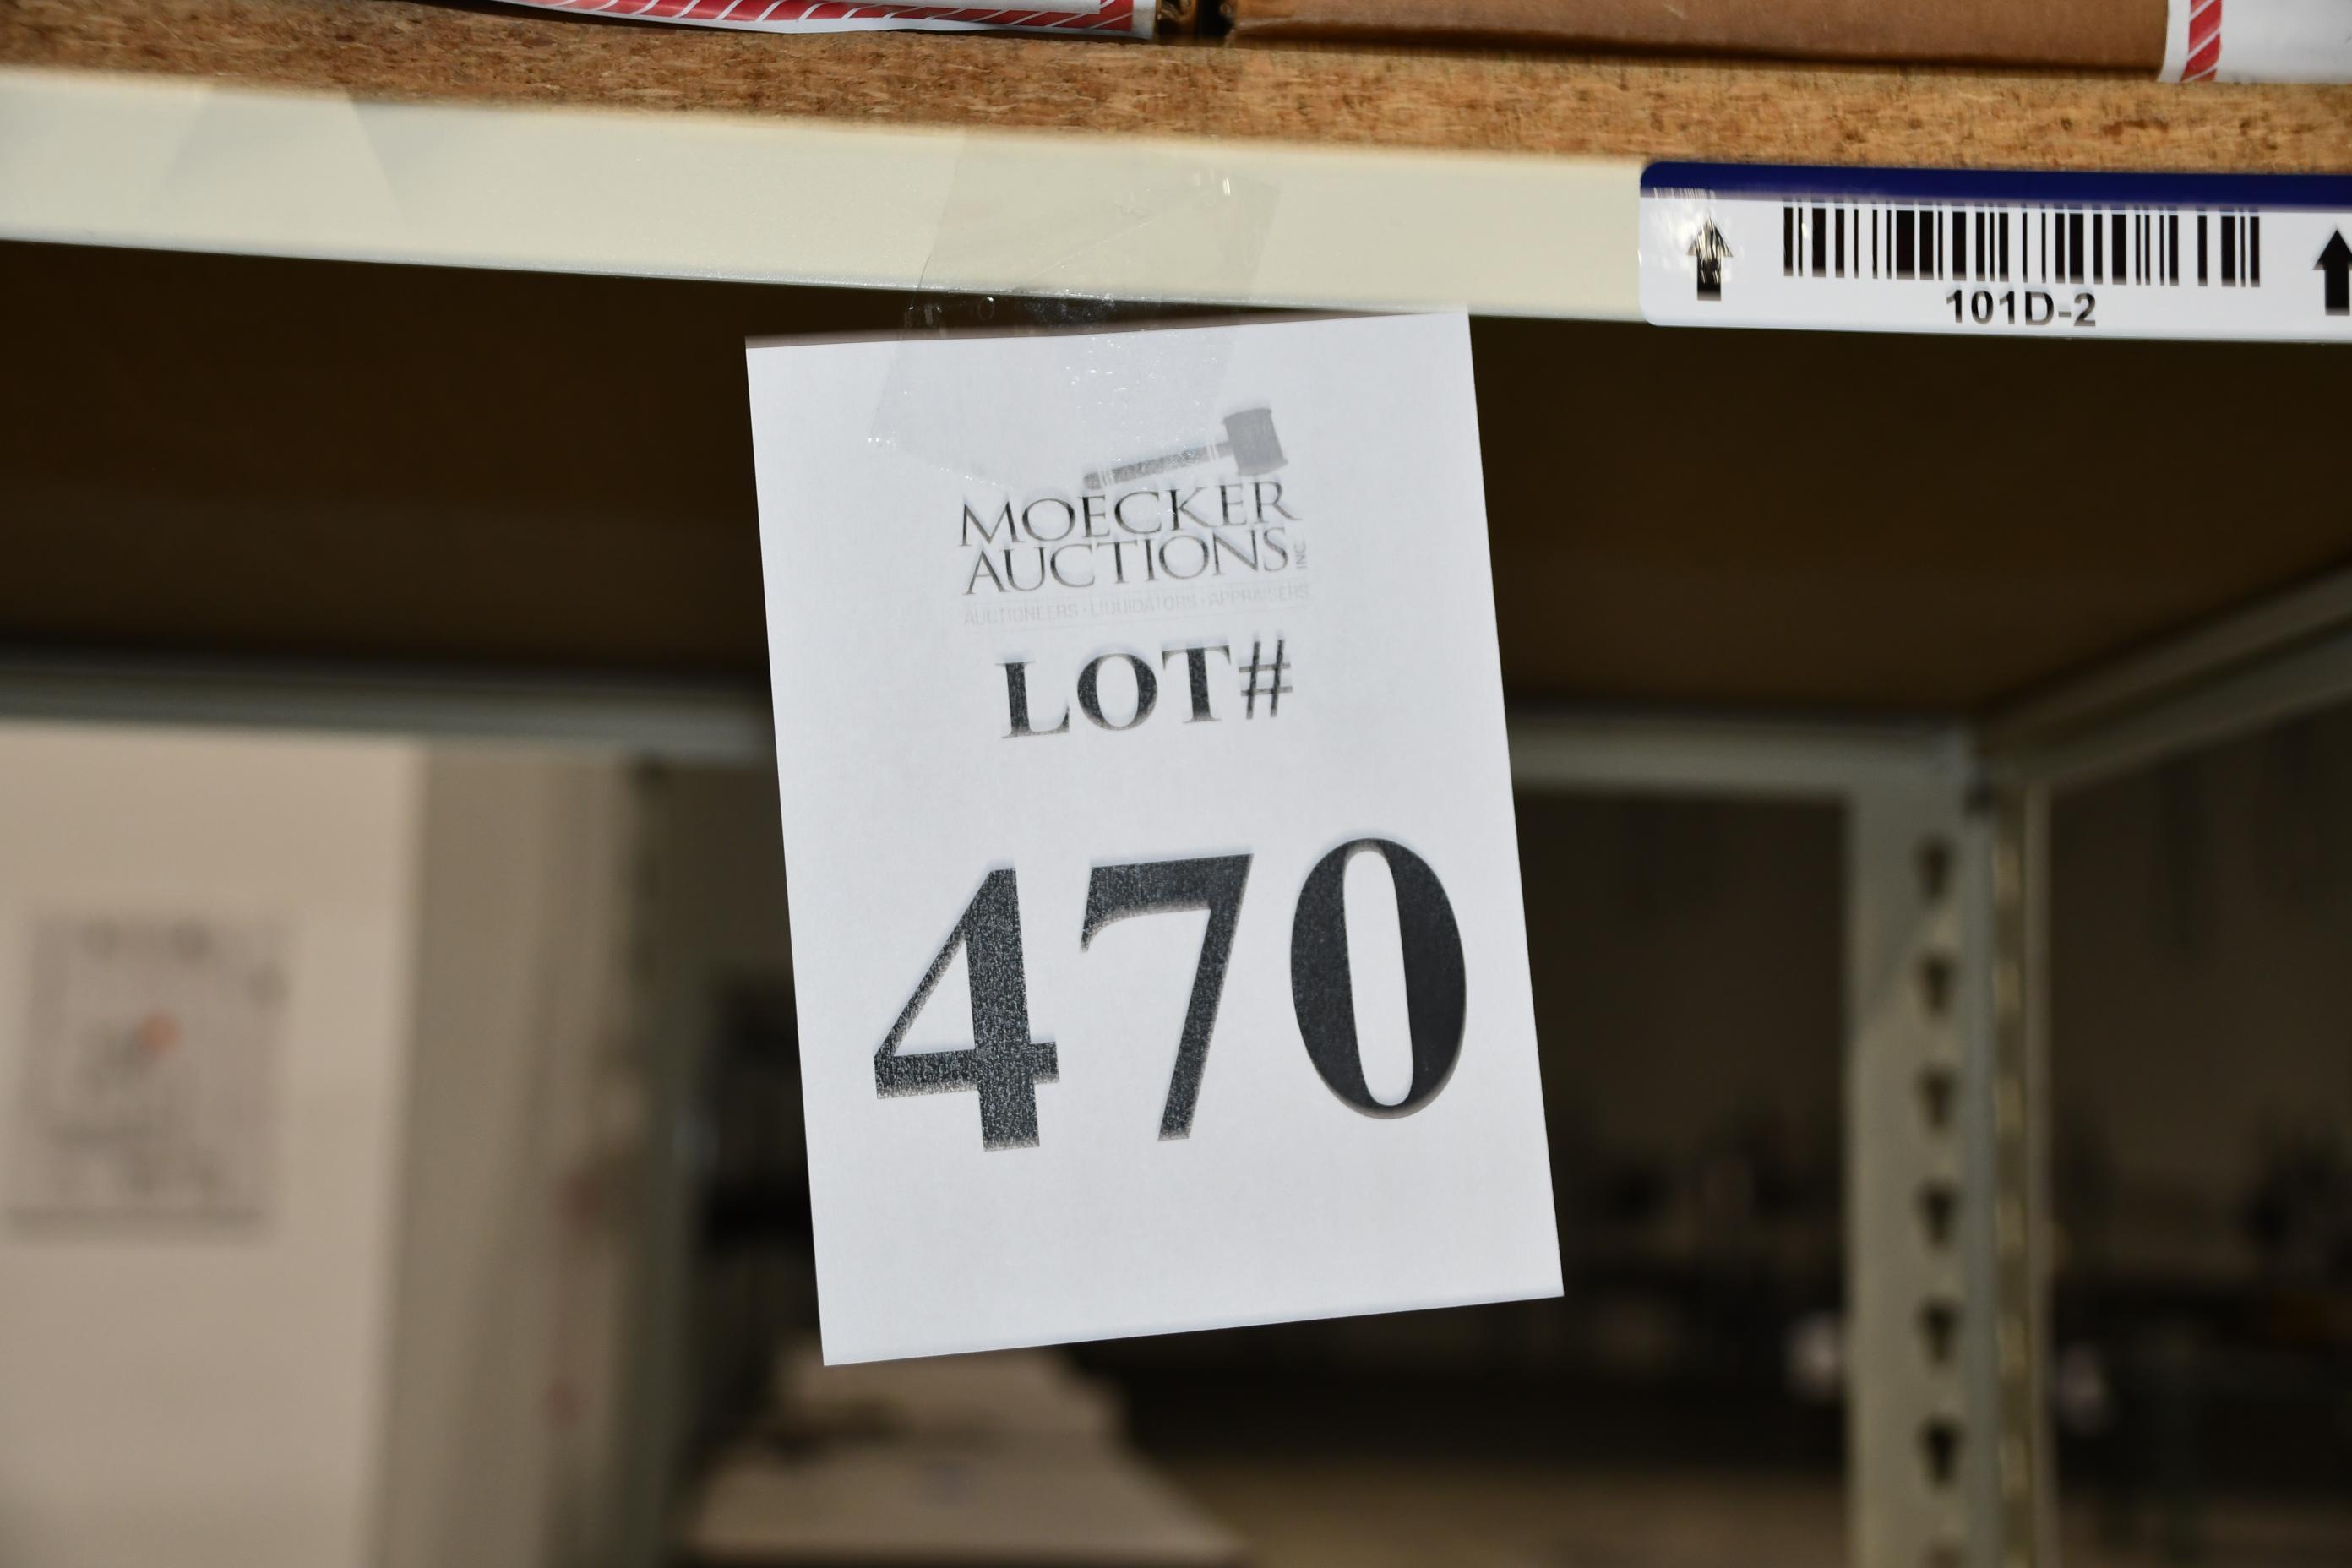 101D-2
MOECKER
AUCTIONS INC
AUCTIONEERS · LIQUIDATORS · APPRAISERS
LOT#
470